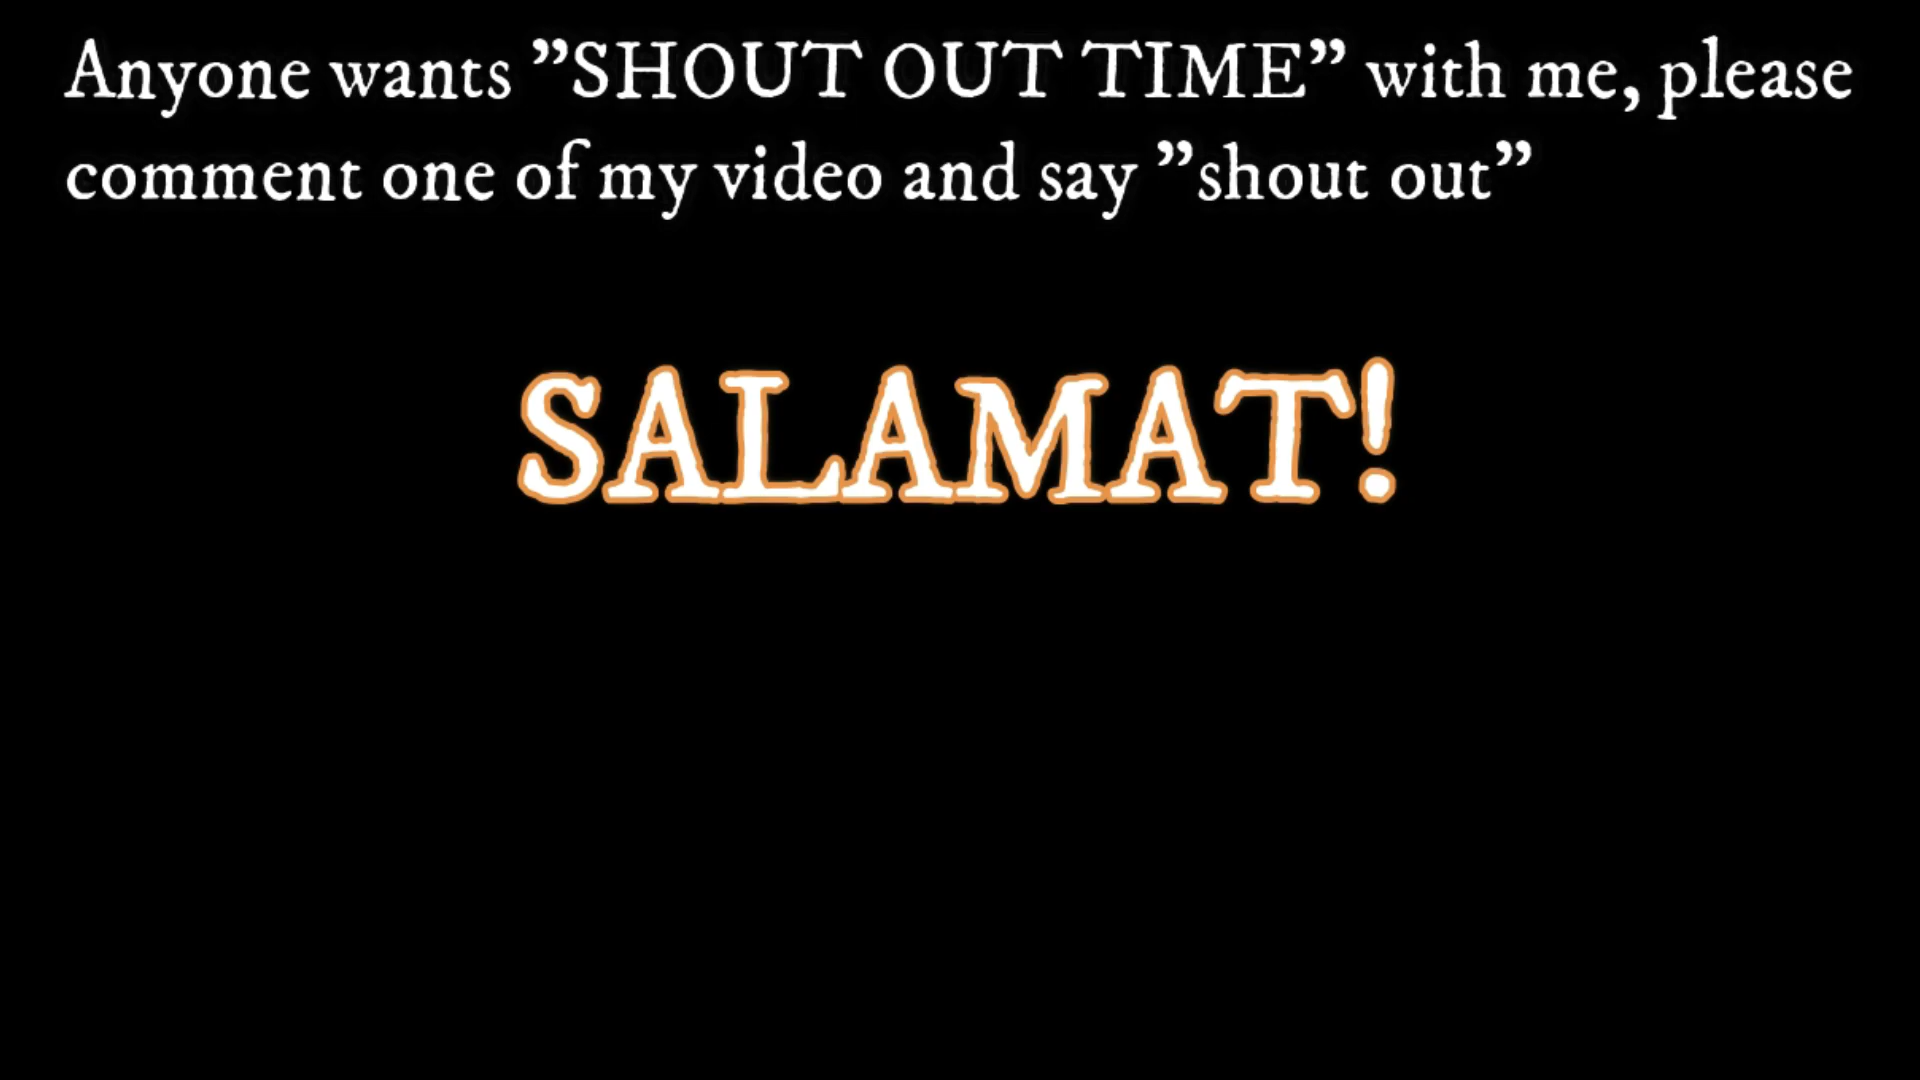 Anyone wants ”SHOUT OUT TIME” with me, please
comment one of my video and say ”shout out”
SALAMAT!